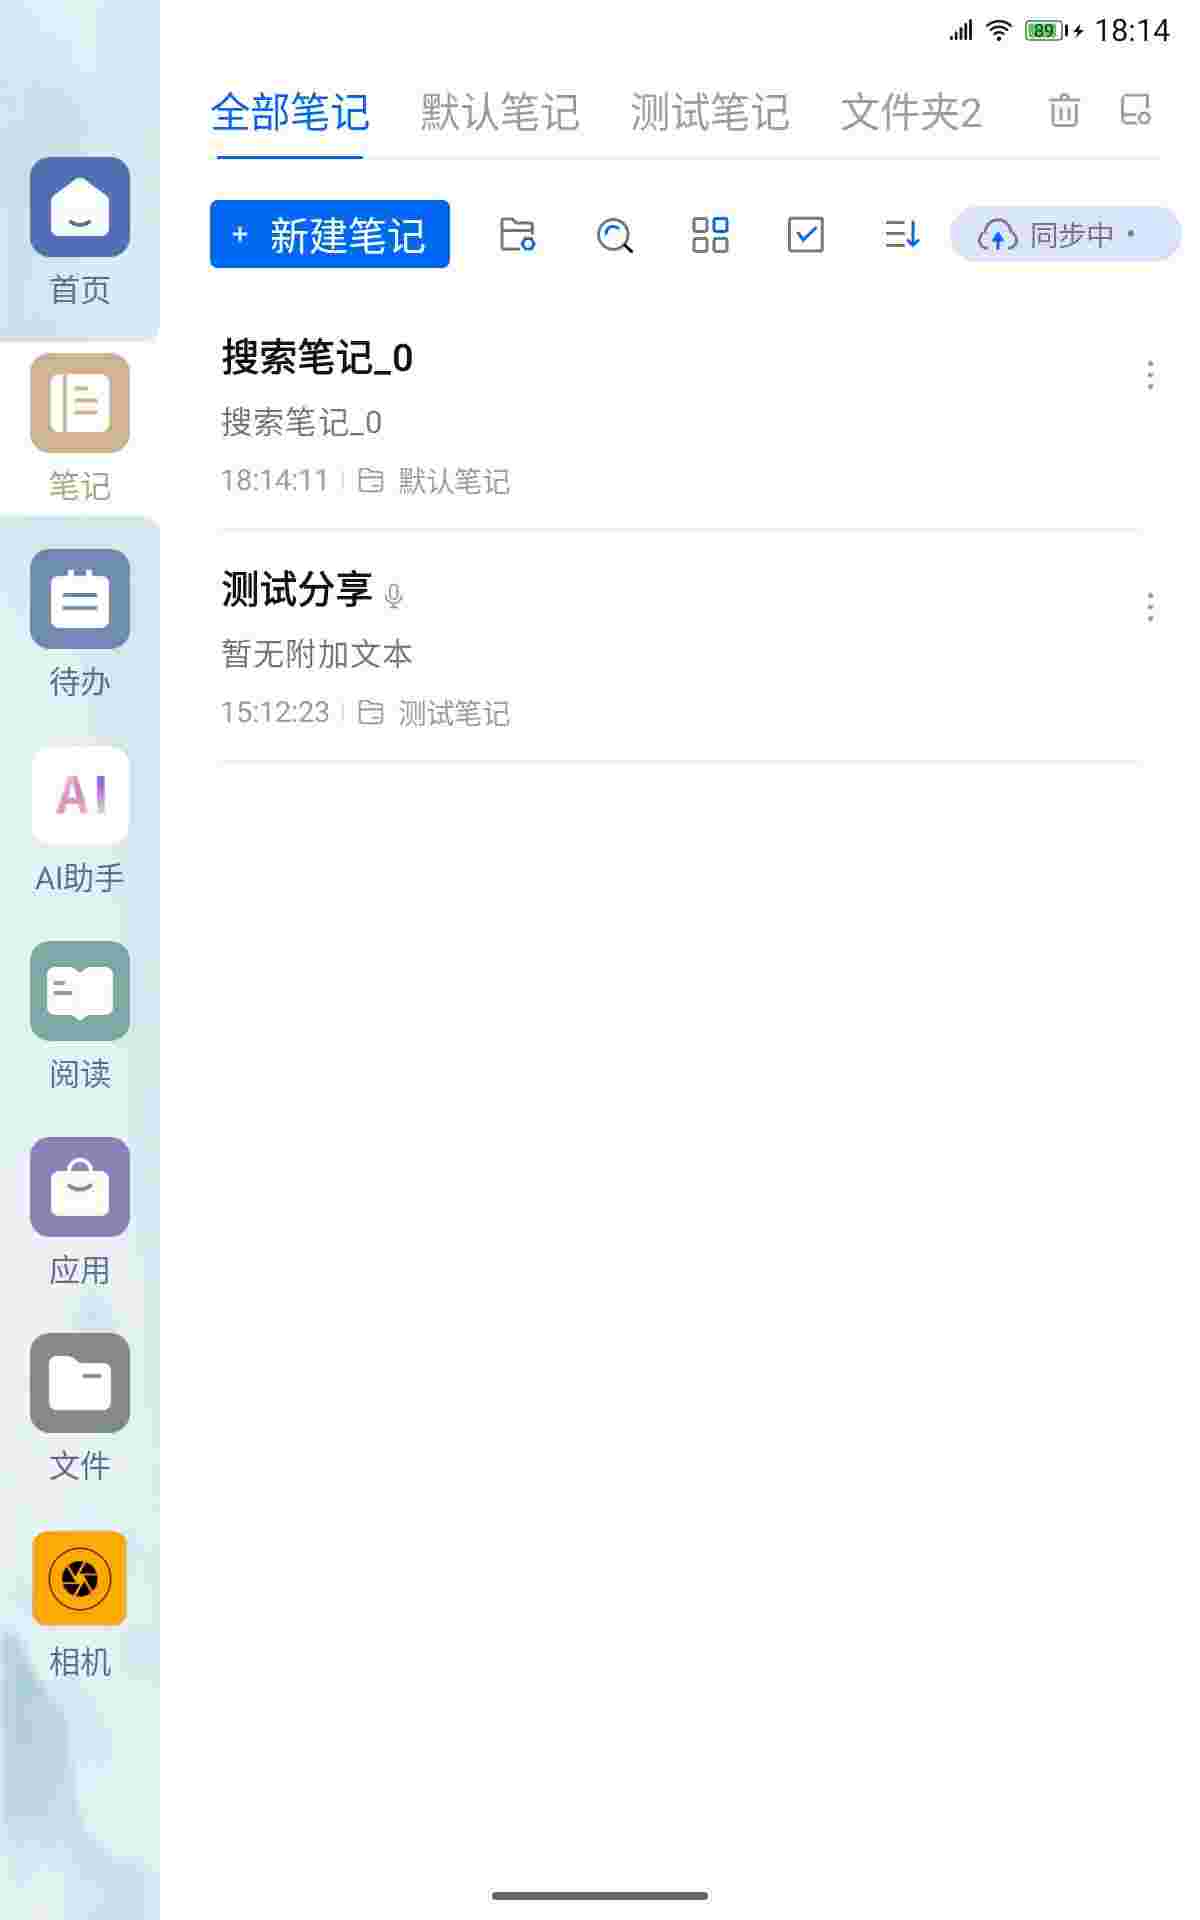 89 18:14
全部笔记 默认笔记 测试笔记 文件夹2
+ 新建笔记 同步中
首页
笔记
待办
AI
AI助手
阅读
应用
文件
相机
搜索笔记_0
搜索笔记_0
18:14:11 默认笔记
测试分享
暂无附加文本
15:12:23 测试笔记